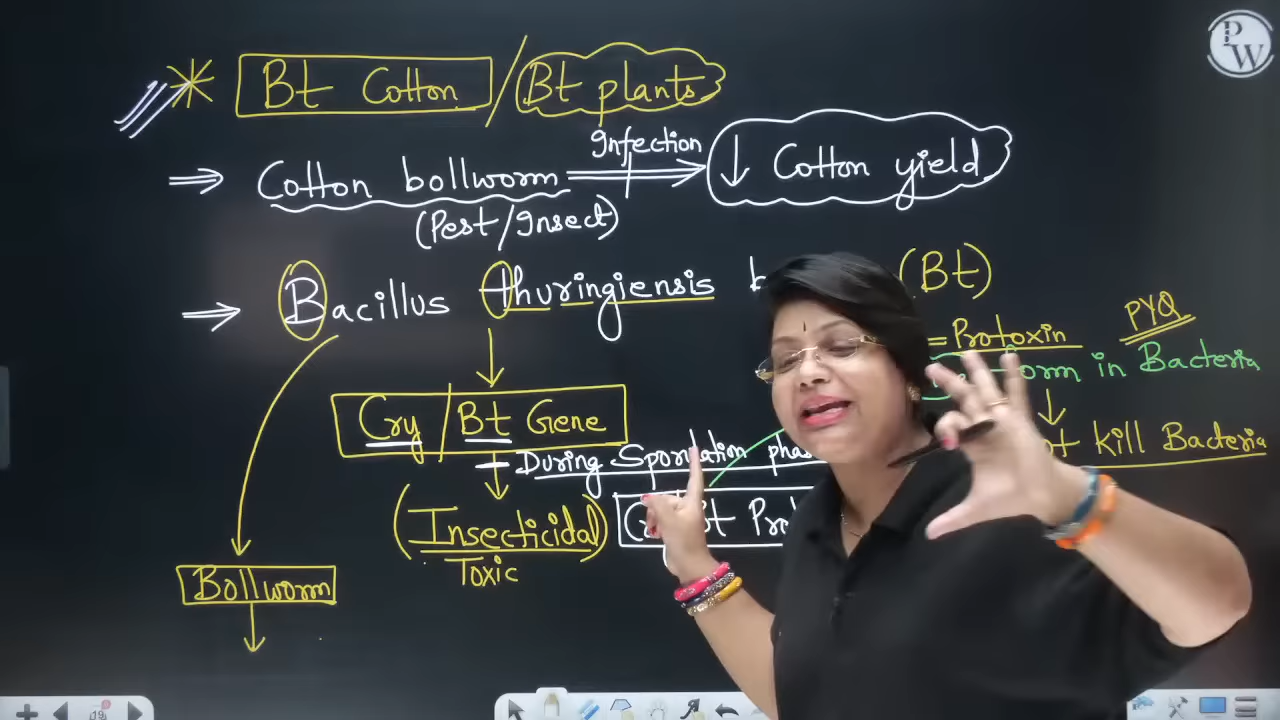 PW
Bt Cotton / Bt plants
⇒ Cotton bollworm Infection ↓ Cotton yield
(Pest/Insect)
⇒ Bacillus thuringiensis (Bt)
= Protoxin PYQ
in Bacteria
Cry / Bt Gene kill Bacteria
During Sporulation
(Insecticidal)
Toxic
Bollworm
19